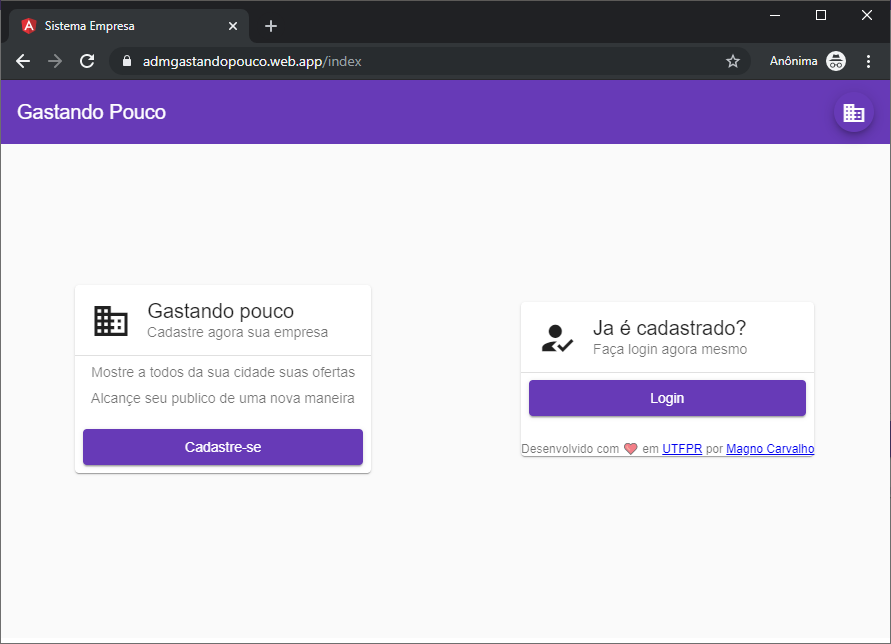 Sistema Empresa
admgastandopouco.web.app/index
Anônima
Gastando Pouco
Gastando pouco
Cadastre agora sua empresa
Mostre a todos da sua cidade suas ofertas
Alcançe seu publico de uma nova maneira
Cadastre-se
Ja é cadastrado?
Faça login agora mesmo
Login
Desenvolvido com ❤ em UTFPR por Magno Carvalho